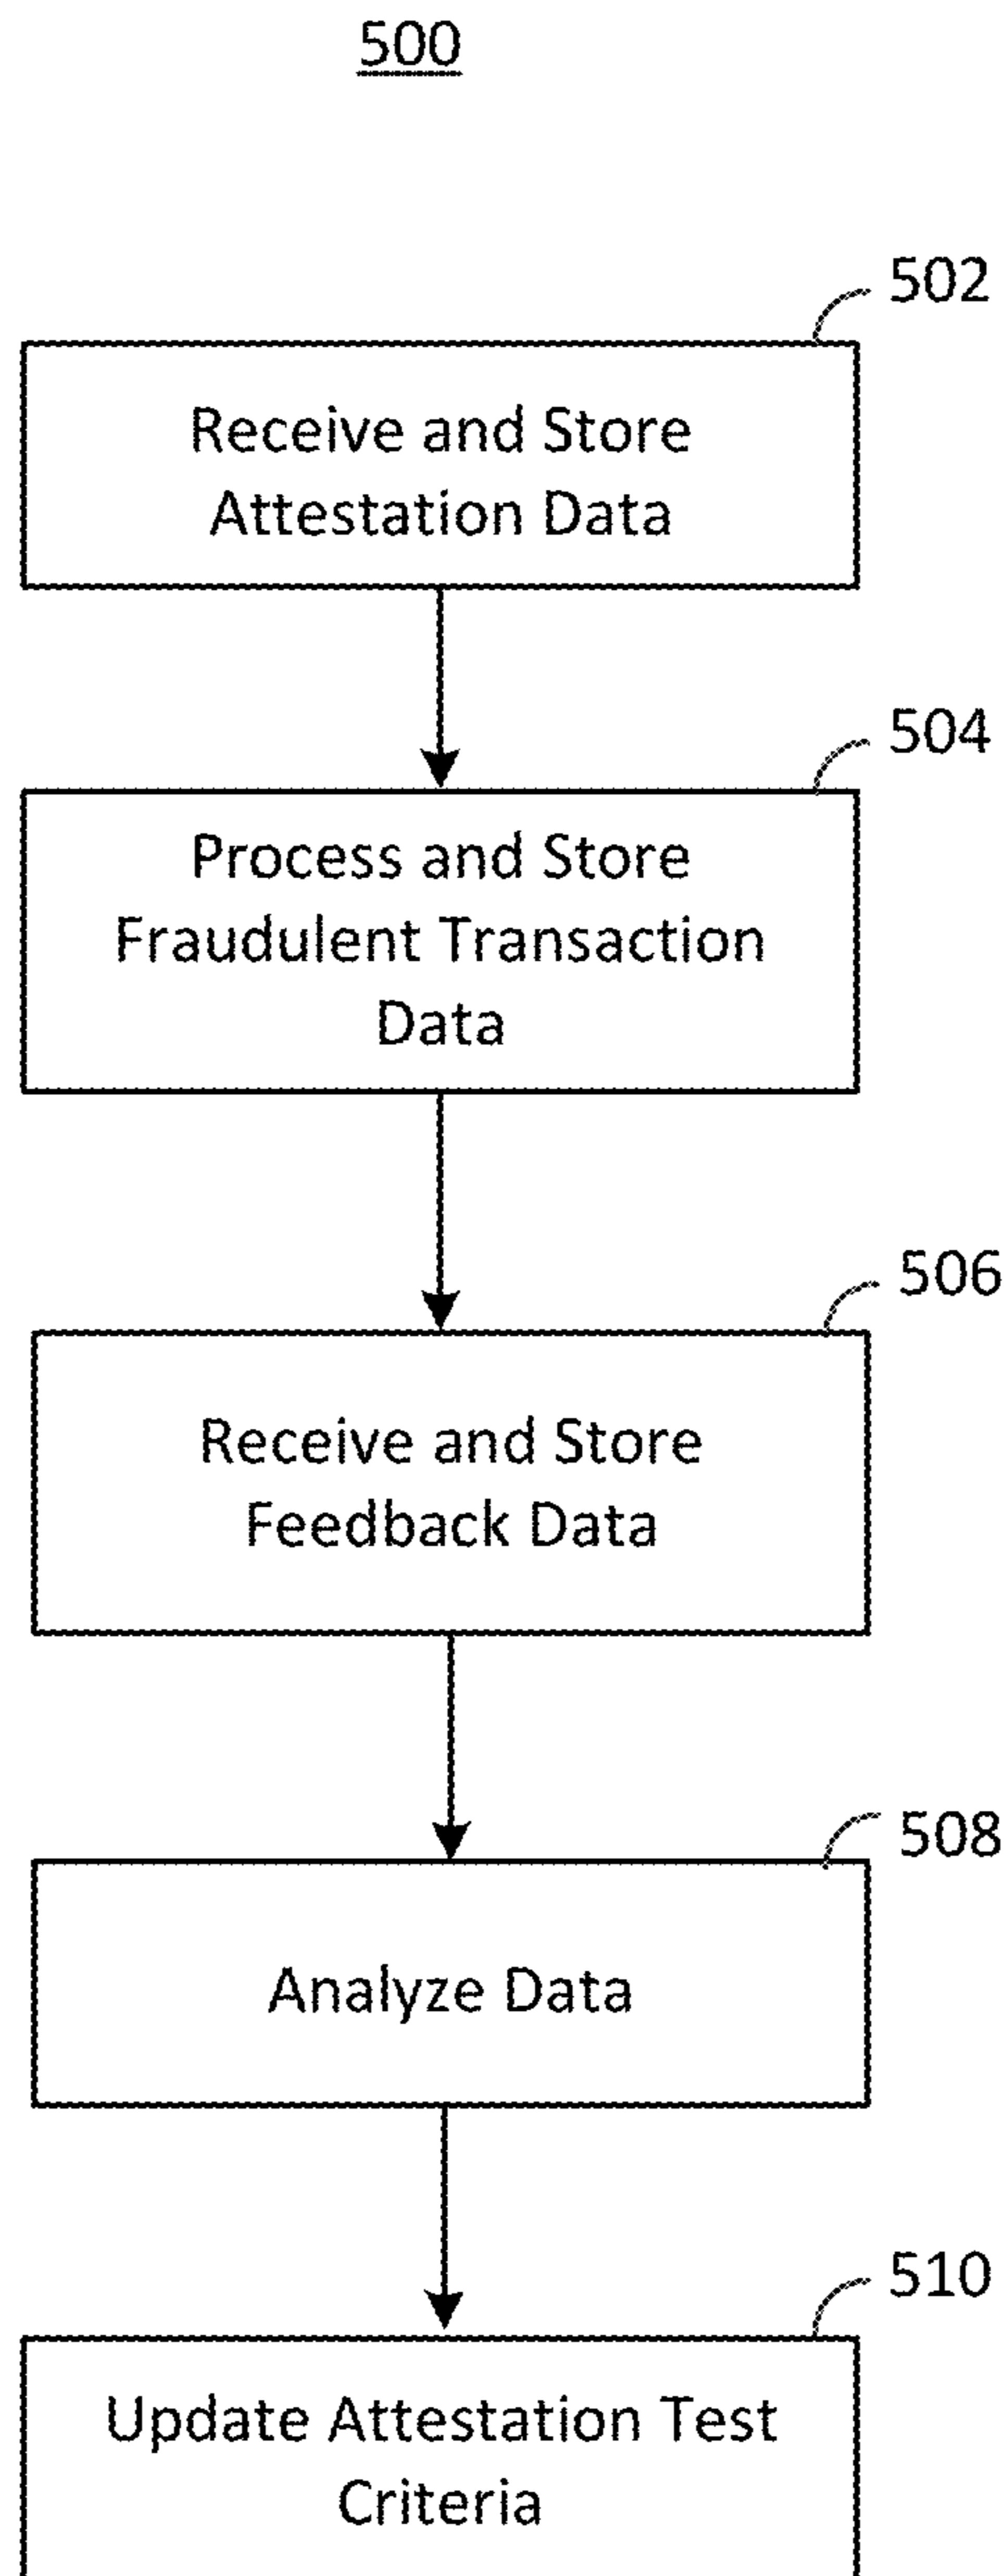 500
502
Receive and Store
Attestation Data
504
Process and Store
Fraudulent Transaction
Data
506
Receive and Store
Feedback Data
508
Analyze Data
510
Update Attestation Test
Criteria